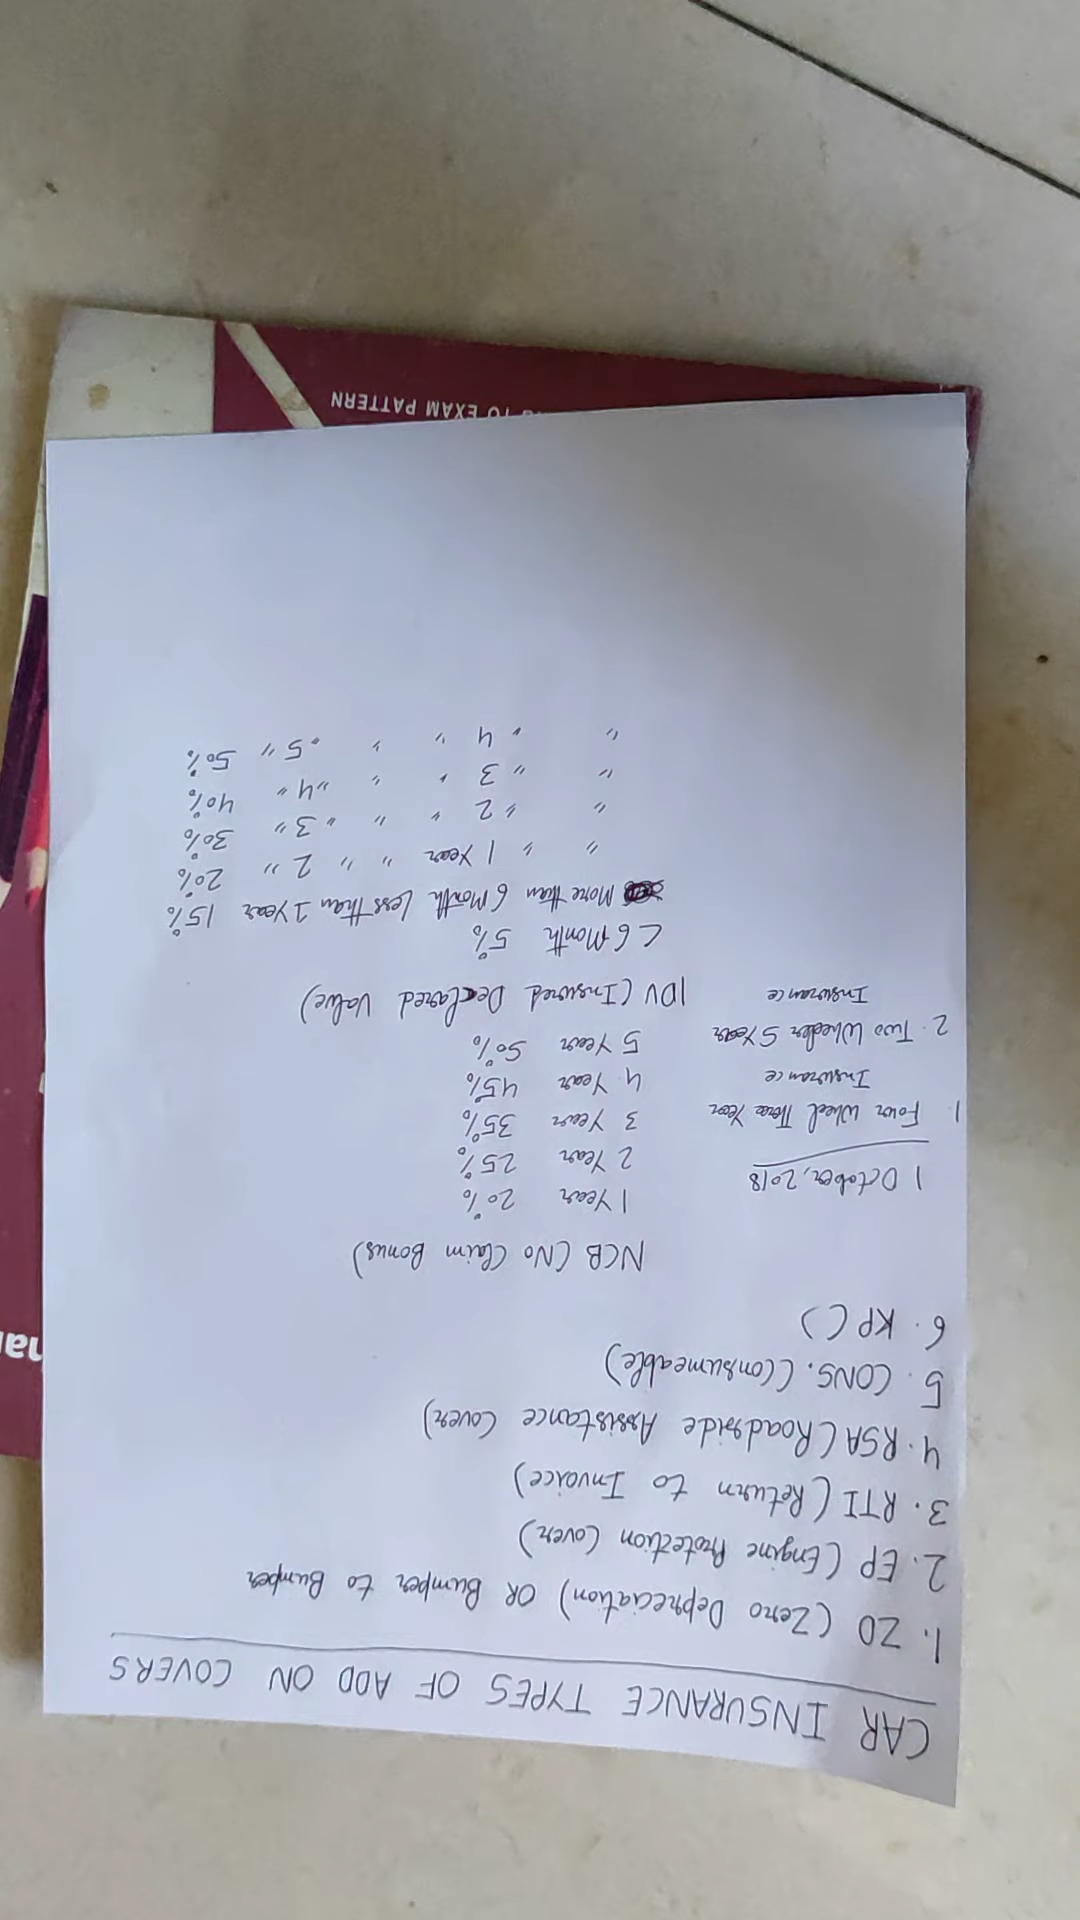 CAR INSURANCE TYPES OF ADD ON COVERS
1. ZD (Zero Depreciation) OR Bumper to Bumper
2. EP (Engine Protection Cover)
3. RTI (Return to Invoice)
4. RSA (Roadside Assistance Cover)
5. CONS. (Consumeable)
6. KP ( )
NCB (No Claim Bonus)
1 Year 20%
2 Year 25%
3 Year 35%
4 Year 45%
5 Year 50%
1 October, 2018
1 Four Wheel Three Year
Insurance
2. Two Wheeler 5 Year
Insurance
IDV (Insured Declared Value)
< 6 Month 5%
More than 6 Month Less than 1 Year 15%
" " 1 Year " " 2 " 20%
" " 2 " " " 3 " 30%
" " 3 " " " 4 " 40%
" " 4 " " " 5 " 50%
TO EXAM PATTERN